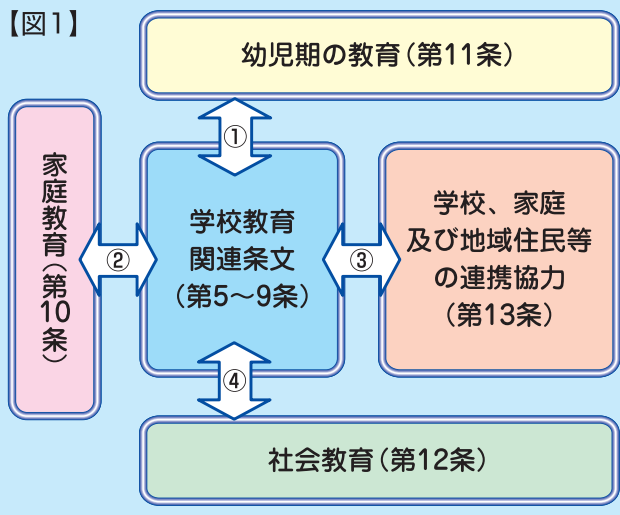 【図1】
幼児期の教育（第11条）
①
家庭教育（第10条）
②
学校教育
関連条文
（第5～9条）
③
学校、家庭
及び地域住民等
の連携協力
（第13条）
④
社会教育（第12条）